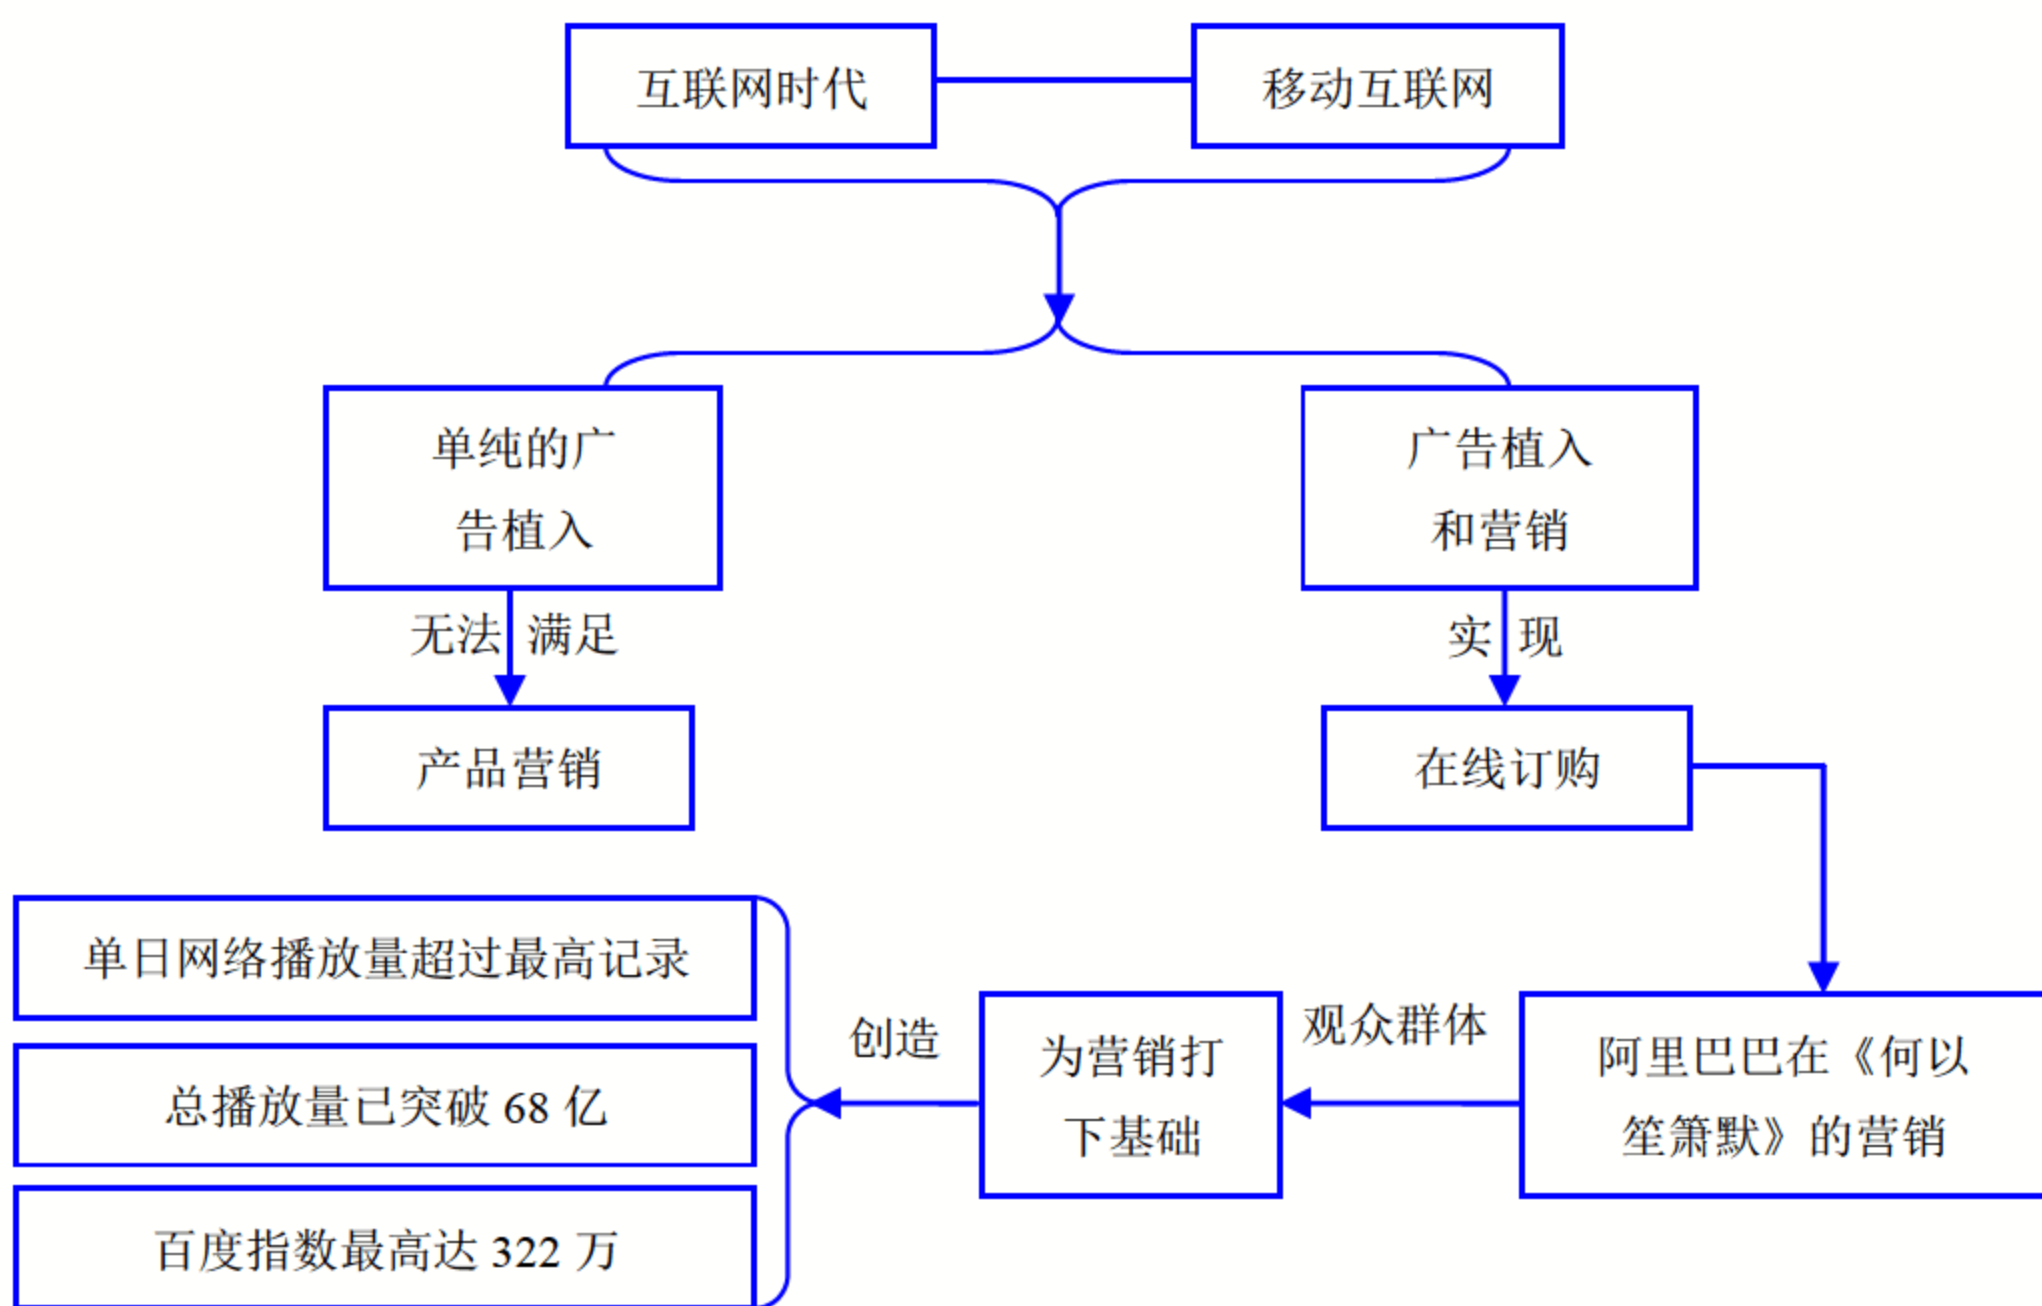 互联网时代
移动互联网
单纯的广
告植入
广告植入
和营销
无法 满足
实 现
产品营销
在线订购
单日网络播放量超过最高记录
总播放量已突破 68 亿
百度指数最高达 322 万
创造
为营销打
下基础
观众群体
阿里巴巴在《何以
笙箫默》的营销